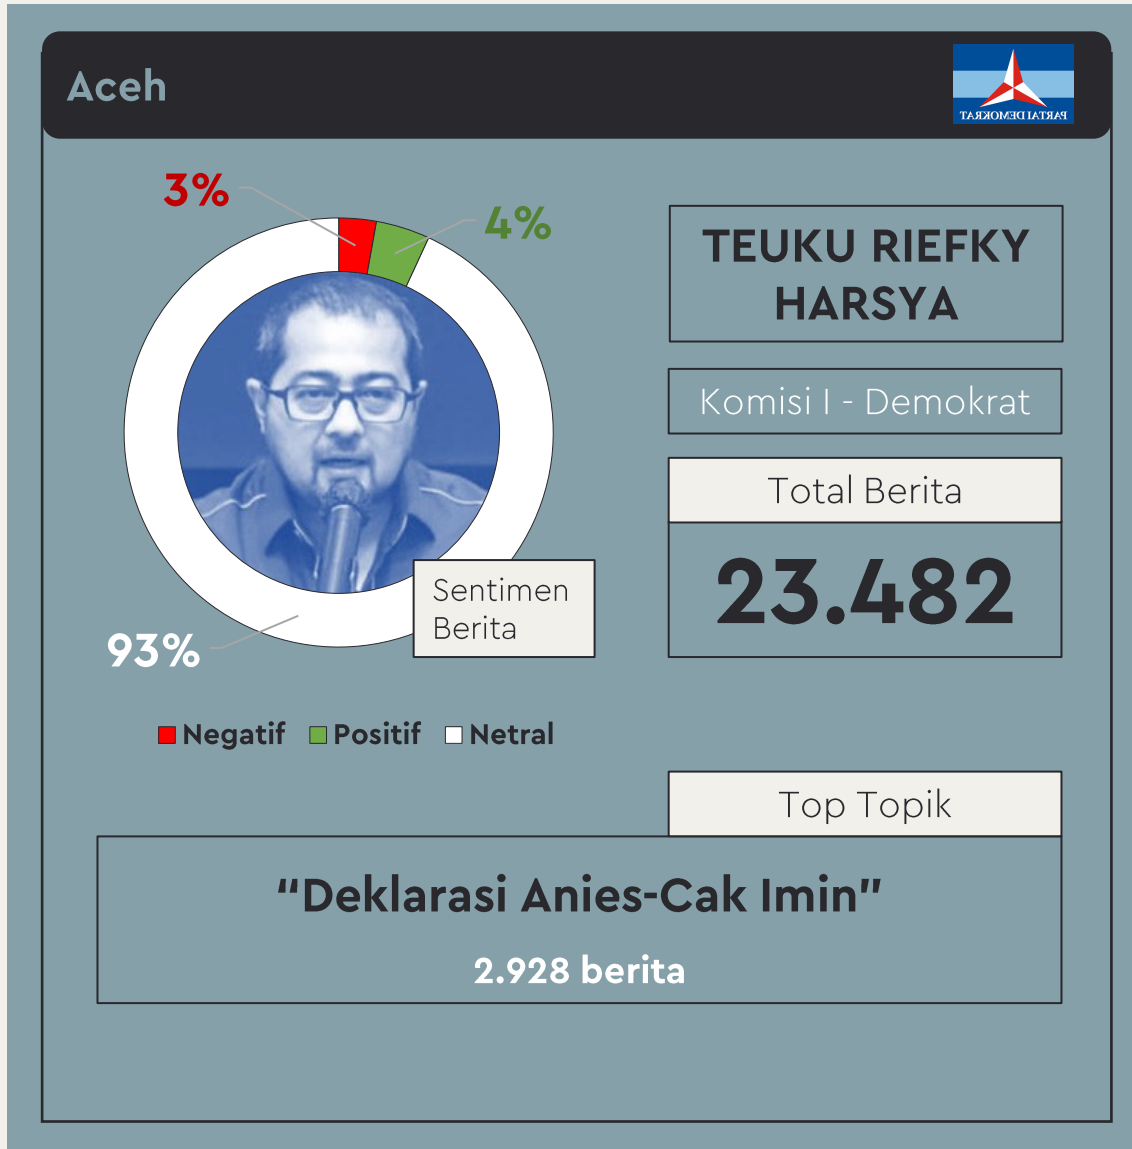 Aceh
PARTAI DEMOKRAT
3%
4%
TEUKU RIEFKY
HARSYA
Komisi I - Demokrat
Total Berita
23.482
Sentimen
Berita
93%
Negatif Positif Netral
Top Topik
“Deklarasi Anies-Cak Imin”
2.928 berita